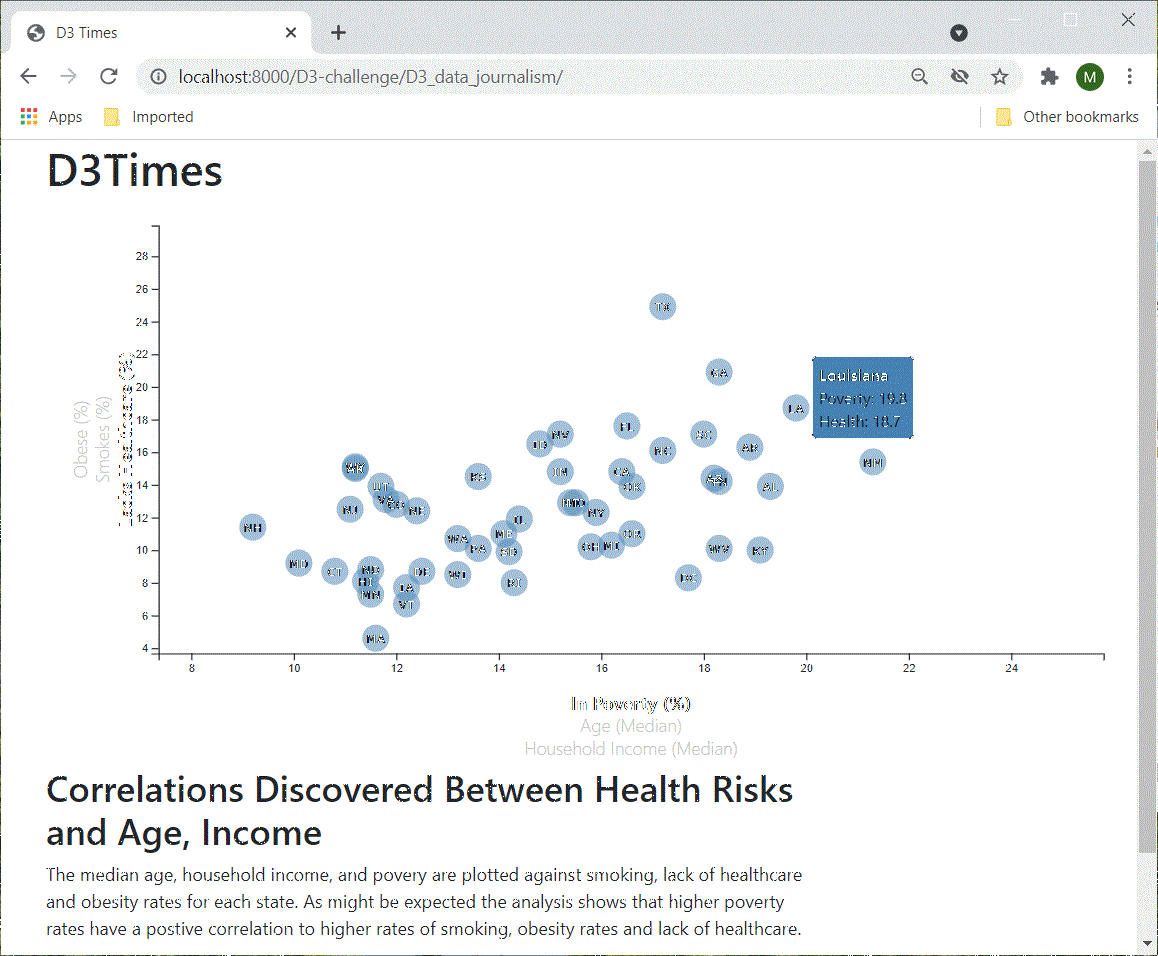 D3 Times
localhost:8000/D3-challenge/D3_data_journalism/
M
Apps
Imported
Other bookmarks
D3Times
28
26
24
22
20
18
16
14
12
10
8
6
4
Obese (%)
Smokes (%)
Lacks Healthcare (%)
TX
GA
LA
Louisiana
Poverty: 19.8
Health: 18.7
FL
NV
SC
ID
NC
AR
NM
IN
CA
KS
UT
OK
AL
VA
NE
NJ
NY
IL
NH
WA
ME
OR
PA
SD
OH
MI
WV
KY
MD
CT
ND
DE
WI
DC
HI
RI
IA
MN
VT
MA
8
10
12
14
16
18
20
22
24
In Poverty (%)
Age (Median)
Household Income (Median)
Correlations Discovered Between Health Risks
and Age, Income
The median age, household income, and povery are plotted against smoking, lack of healthcare
and obesity rates for each state. As might be expected the analysis shows that higher poverty
rates have a postive correlation to higher rates of smoking, obesity rates and lack of healthcare.